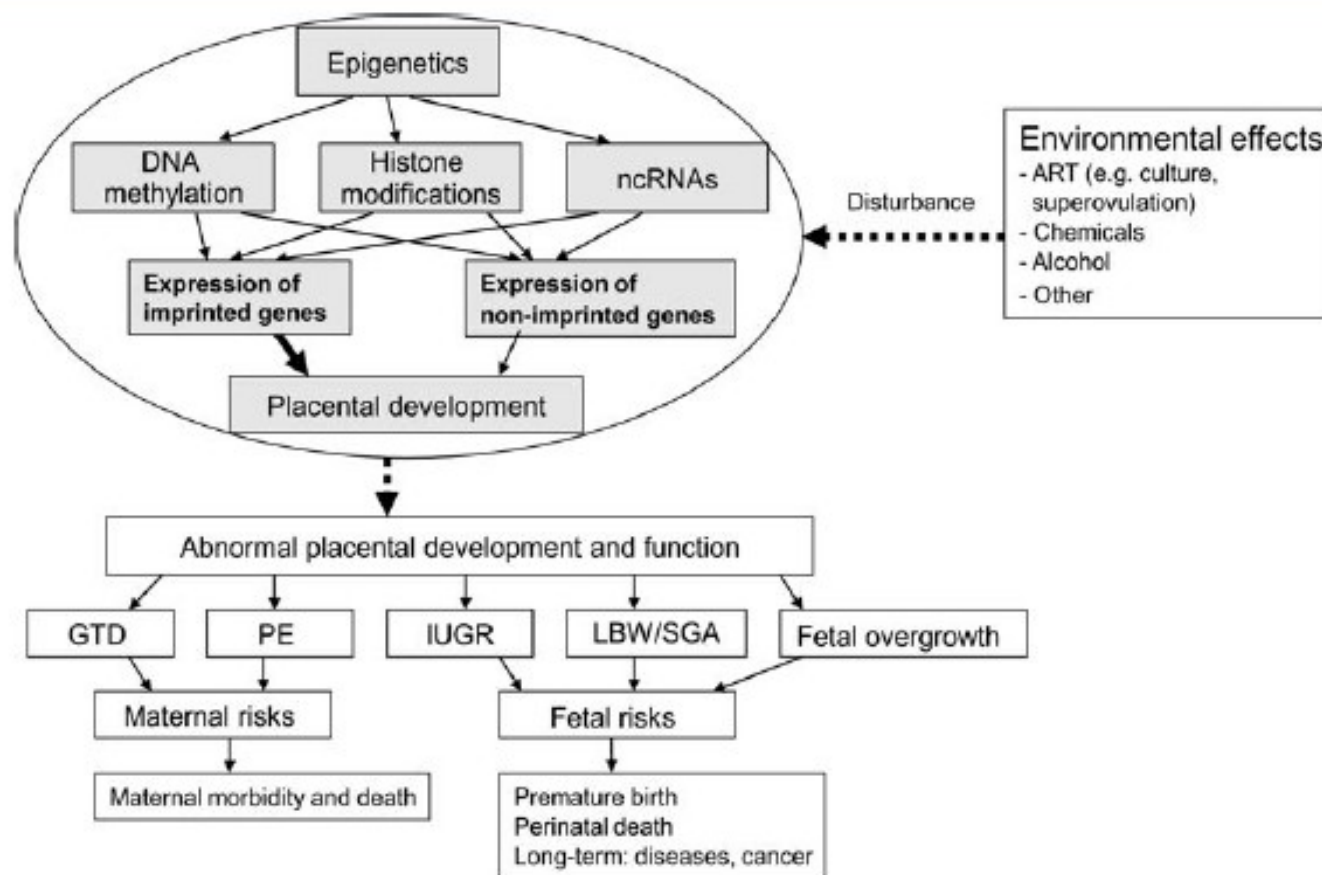 Epigenetics
DNA
methylation
Histone
modifications
ncRNAs
Expression of
imprinted genes
Expression of
non-imprinted genes
Placental development
Disturbance
Environmental effects
- ART (e.g. culture,
superovulation)
- Chemicals
- Alcohol
- Other
Abnormal placental development and function
GTD
PE
IUGR
LBW/SGA
Fetal overgrowth
Maternal risks
Fetal risks
Maternal morbidity and death
Premature birth
Perinatal death
Long-term: diseases, cancer